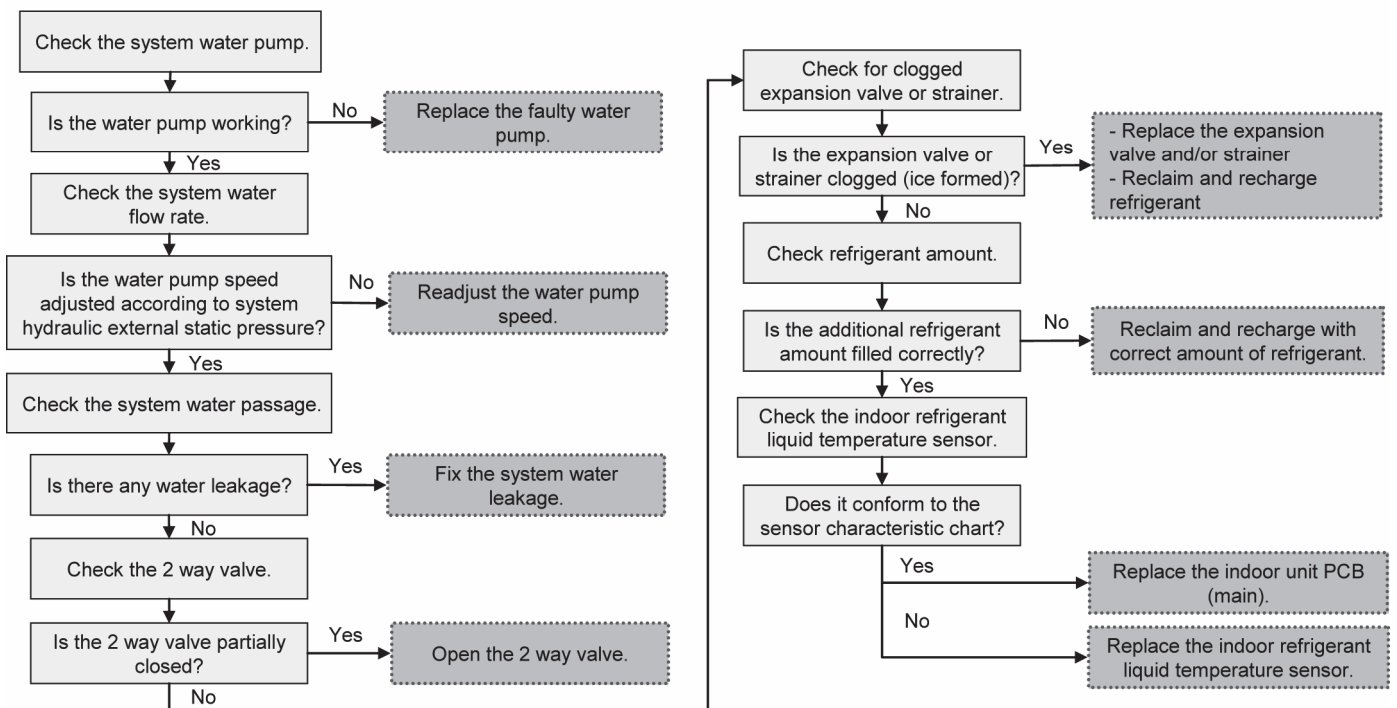 Check the system water pump.
Is the water pump working?
No
Replace the faulty water
pump.
Yes
Check the system water
flow rate.
Is the water pump speed
adjusted according to system
hydraulic external static pressure?
No
Readjust the water pump
speed.
Yes
Check the system water passage.
Is there any water leakage?
Yes
Fix the system water
leakage.
No
Check the 2 way valve.
Is the 2 way valve partially
closed?
Yes
Open the 2 way valve.
No
Check for clogged
expansion valve or strainer.
Is the expansion valve or
strainer clogged (ice formed)?
Yes
- Replace the expansion
valve and/or strainer
- Reclaim and recharge
refrigerant
No
Check refrigerant amount.
Is the additional refrigerant
amount filled correctly?
No
Reclaim and recharge with
correct amount of refrigerant.
Yes
Check the indoor refrigerant
liquid temperature sensor.
Does it conform to the
sensor characteristic chart?
Yes
Replace the indoor unit PCB
(main).
No
Replace the indoor refrigerant
liquid temperature sensor.